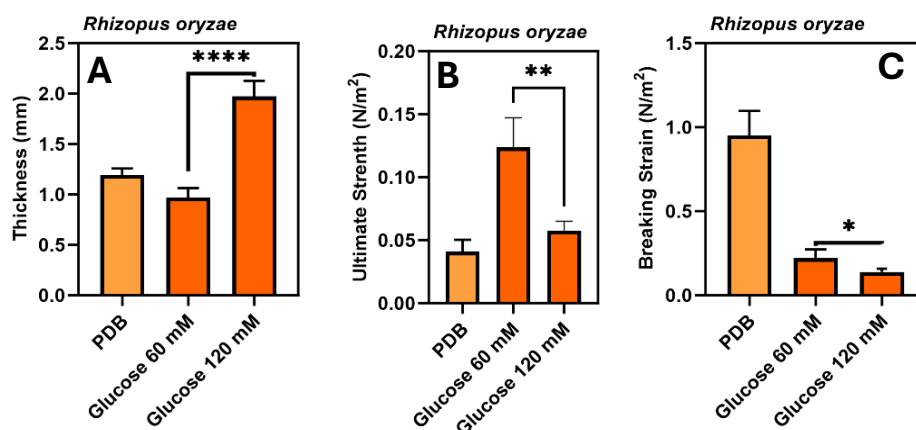 Rhizopus oryzae
A
Thickness (mm)
2.5
2.0
1.5
1.0
0.5
0.0
****
PDB
Glucose 60 mM
Glucose 120 mM
Rhizopus oryzae
B
Ultimate Strenth (N/m²)
0.20
0.15
0.10
0.05
0.00
**
PDB
Glucose 60 mM
Glucose 120 mM
Rhizopus oryzae
C
Breaking Strain (N/m²)
1.5
1.0
0.5
0.0
*
PDB
Glucose 60 mM
Glucose 120 mM